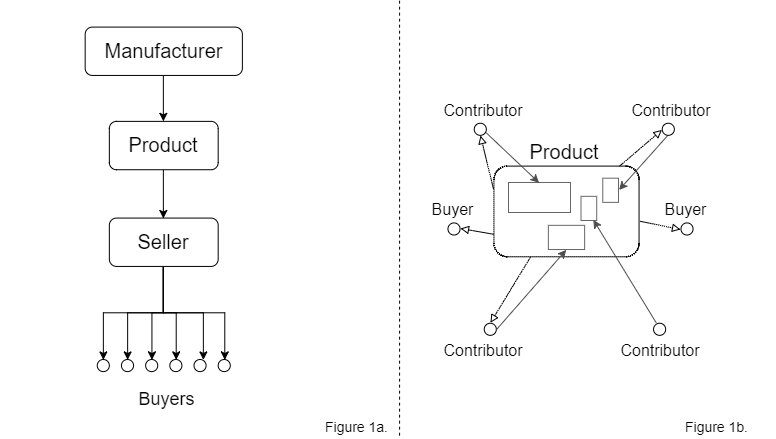 Manufacturer
Product
Seller
Buyers
Figure 1a.
Contributor
Contributor
Product
Buyer
Buyer
Contributor
Contributor
Figure 1b.